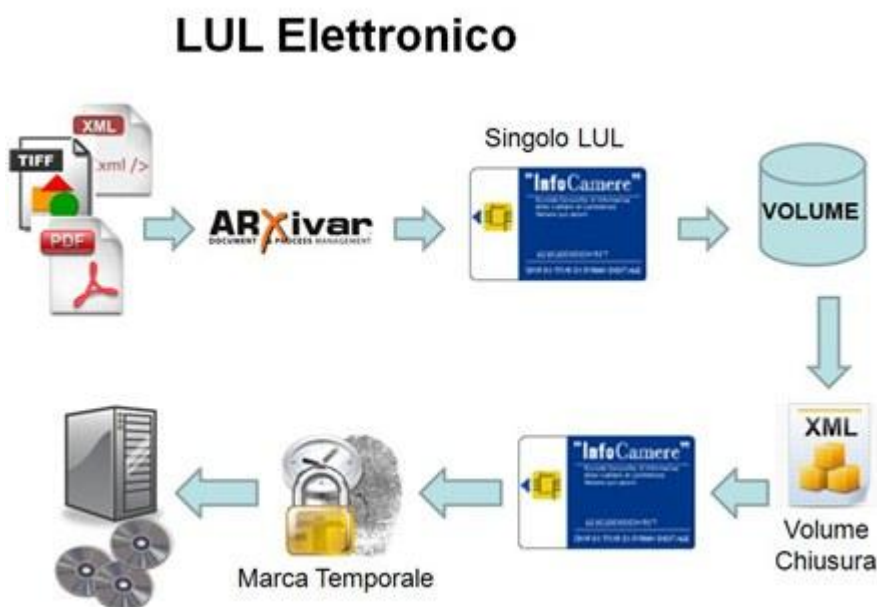 LUL Elettronico
XML
.xml />
TIFF
PDF
ARXivar
DOCUMENT & PROCESS MANAGEMENT
Singolo LUL
"InfoCamere"
VOLUME
XML
Volume
Chiusura
"InfoCamere"
Marca Temporale